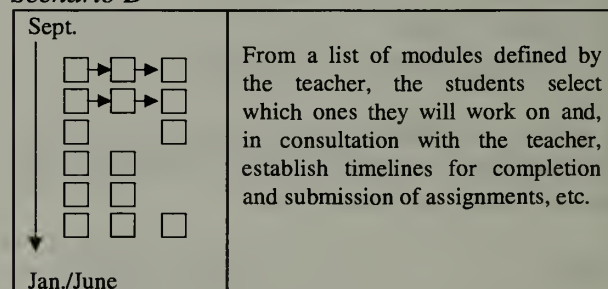 Sept.
Jan./June
From a list of modules defined by
the teacher, the students select
which ones they will work on and,
in consultation with the teacher,
establish timelines for completion
and submission of assignments, etc.